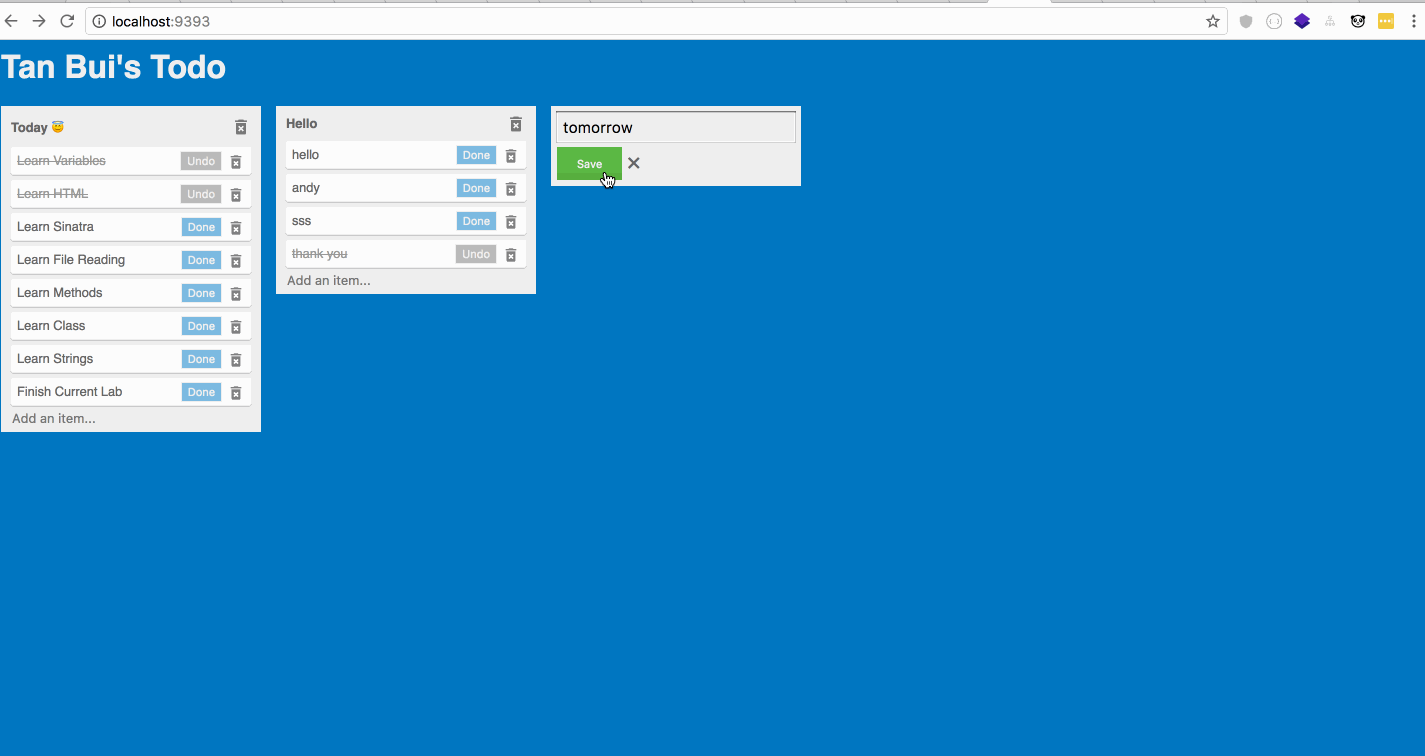 localhost:9393
Tan Bui's Todo
Today 😇
Learn Variables Undo
Learn HTML Undo
Learn Sinatra Done
Learn File Reading Done
Learn Methods Done
Learn Class Done
Learn Strings Done
Finish Current Lab Done
Add an item...
Hello
hello Done
andy Done
sss Done
thank you Undo
Add an item...
tomorrow
Save